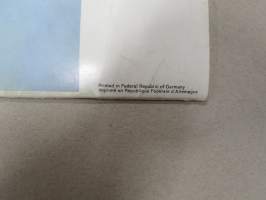 Printed in Federal Republic of Germany
Imprimé en République Fédérale d'Allemagne